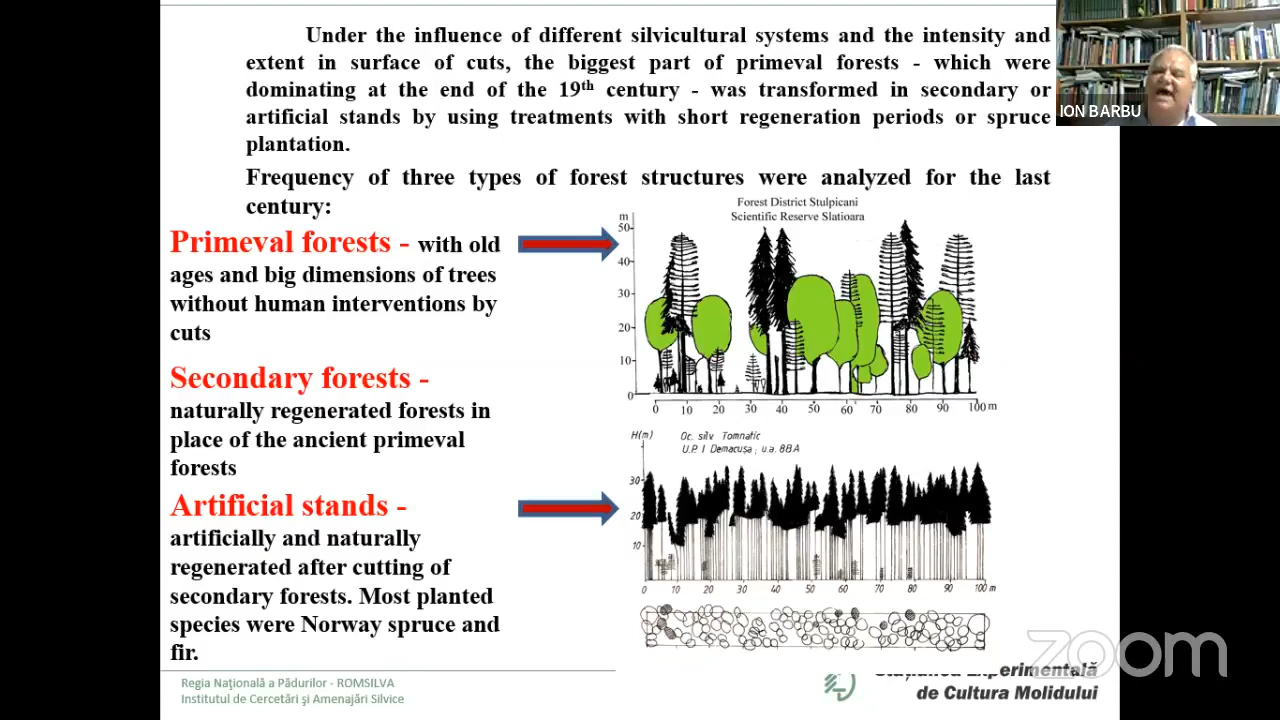 Under the influence of different silvicultural systems and the intensity and
extent in surface of cuts, the biggest part of primeval forests - which were
dominating at the end of the 19th century - was transformed in secondary or
artificial stands by using treatments with short regeneration periods or spruce
plantation.
Frequency of three types of forest structures were analyzed for the last
century:
ION BARBU
Primeval forests - with old
ages and big dimensions of trees
without human interventions by
cuts
Secondary forests -
naturally regenerated forests in
place of the ancient primeval
forests
Artificial stands -
artificially and naturally
regenerated after cutting of
secondary forests. Most planted
species were Norway spruce and
fir.
Forest District Stulpicani
Scientific Reserve Slatioara
m
50
40
30
20
10
0
0 10 20 30 40 50 60 70 80 90 100 m
H(m)
Oc. silv Tomnatic
U.P. I Demacușa, u.a. 88A
30
20
10
0 10 20 30 40 50 60 70 80 90 100 m
Regia Națională a Pădurilor - ROMSILVA
Institutul de Cercetări și Amenajări Silvice
Experimentală
de Cultura Molidului
zoom